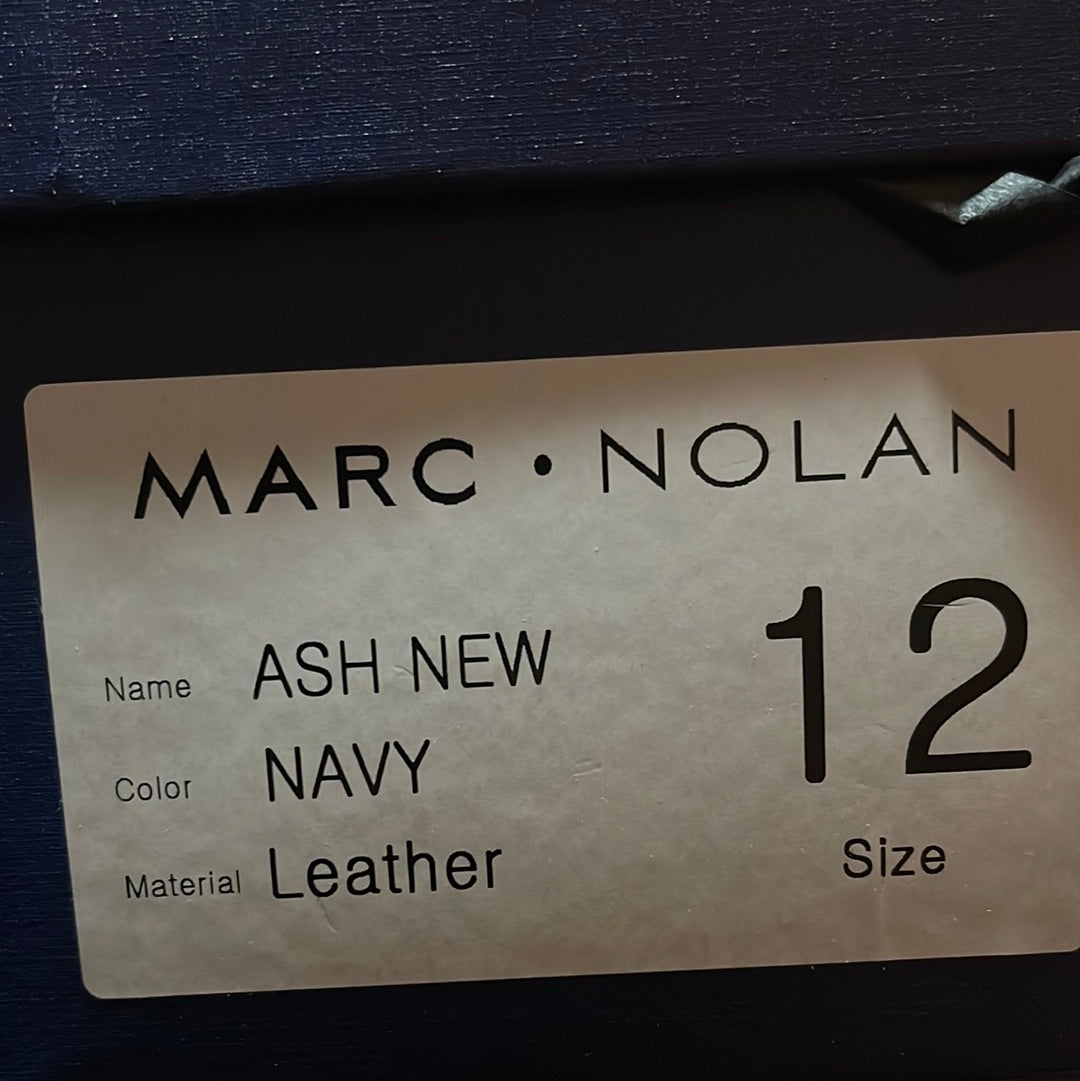 MARC • NOLAN
Name ASH NEW
Color NAVY
Material Leather
12
Size